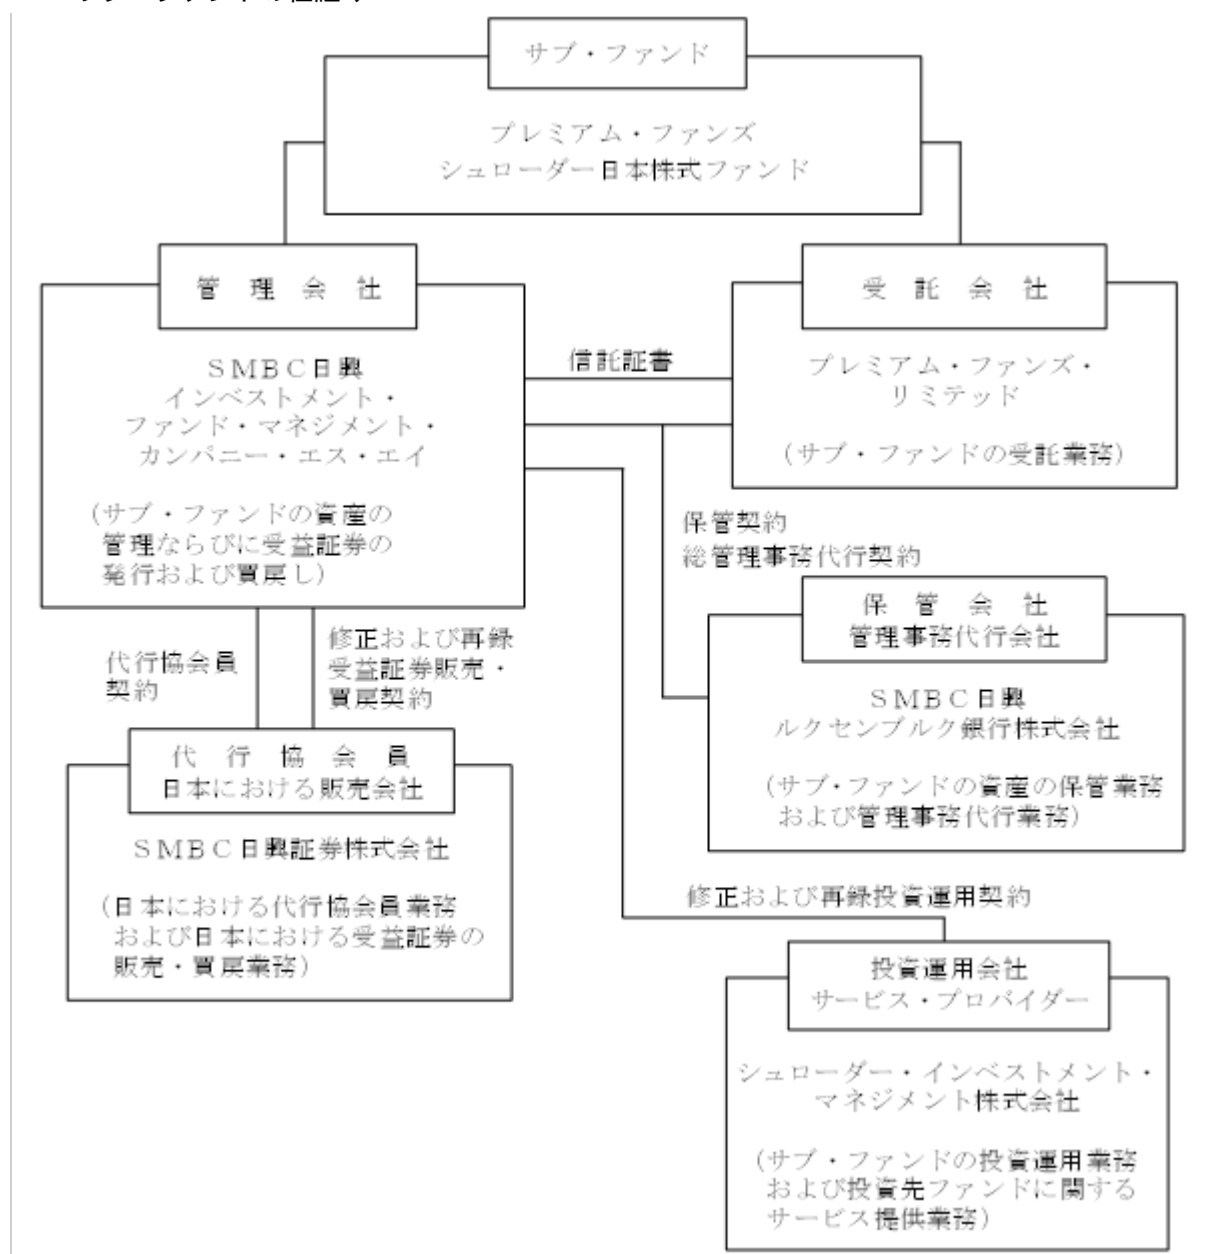 サブ・ファンド
プレミアム・ファンズ
シュローダー日本株式ファンド
管理会社
SMBC日興
インベストメント・
ファンド・マネジメント・
カンパニー・エス・エイ
(サブ・ファンドの資産の
管理ならびに受益証券の
発行および買戻し)
信託証書
受託会社
プレミアム・ファンズ・
リミテッド
(サブ・ファンドの受託業務)
保管契約
総管理事務代行契約
保管会社
管理事務代行会社
SMBC日興
ルクセンブルク銀行株式会社
(サブ・ファンドの資産の保管業務
および管理事務代行業務)
代行協会員
契約
修正および再録
受益証券販売・
買戻契約
代行協会員
日本における販売会社
SMBC日興証券株式会社
(日本における代行協会員業務
および日本における受益証券の
販売・買戻業務)
修正および再録投資運用契約
投資運用会社
サービス・プロバイダー
シュローダー・インベストメント・
マネジメント株式会社
(サブ・ファンドの投資運用業務
および投資先ファンドに関する
サービス提供業務)